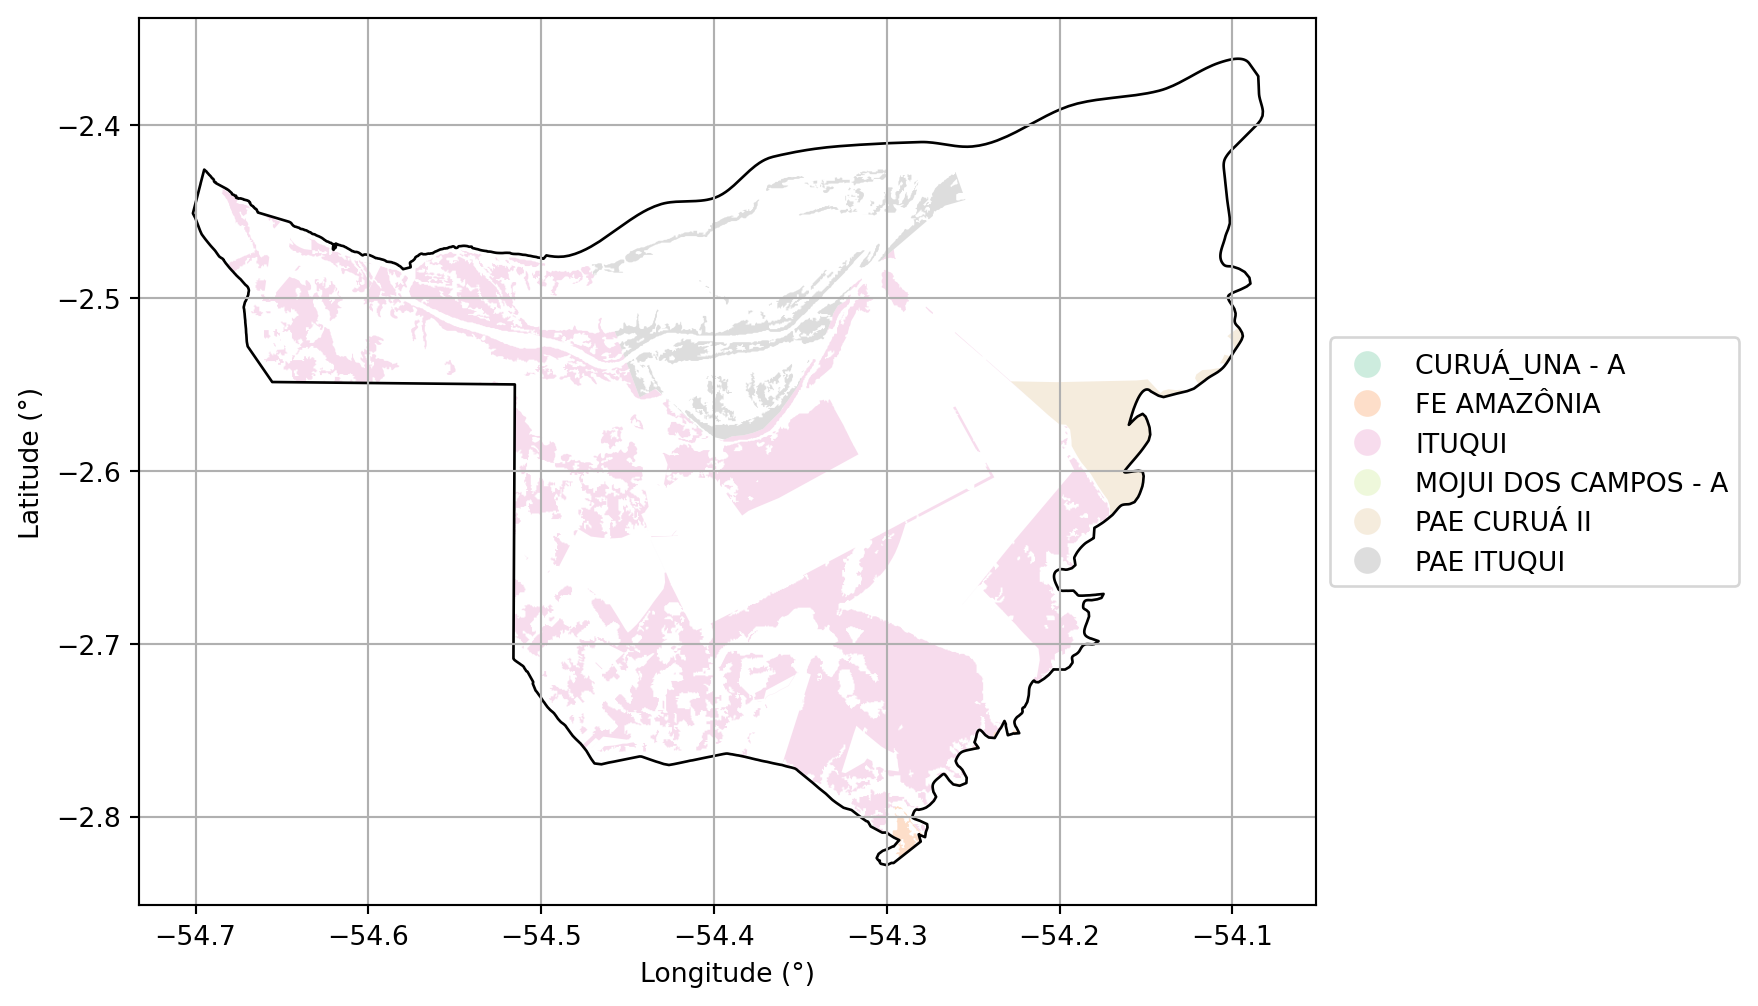 −2.4
−2.5
−2.6
−2.7
−2.8
Latitude (°)
−54.7
−54.6
−54.5
−54.4
−54.3
−54.2
−54.1
Longitude (°)
CURUÁ_UNA - A
FE AMAZÔNIA
ITUQUI
MOJUI DOS CAMPOS - A
PAE CURUÁ II
PAE ITUQUI